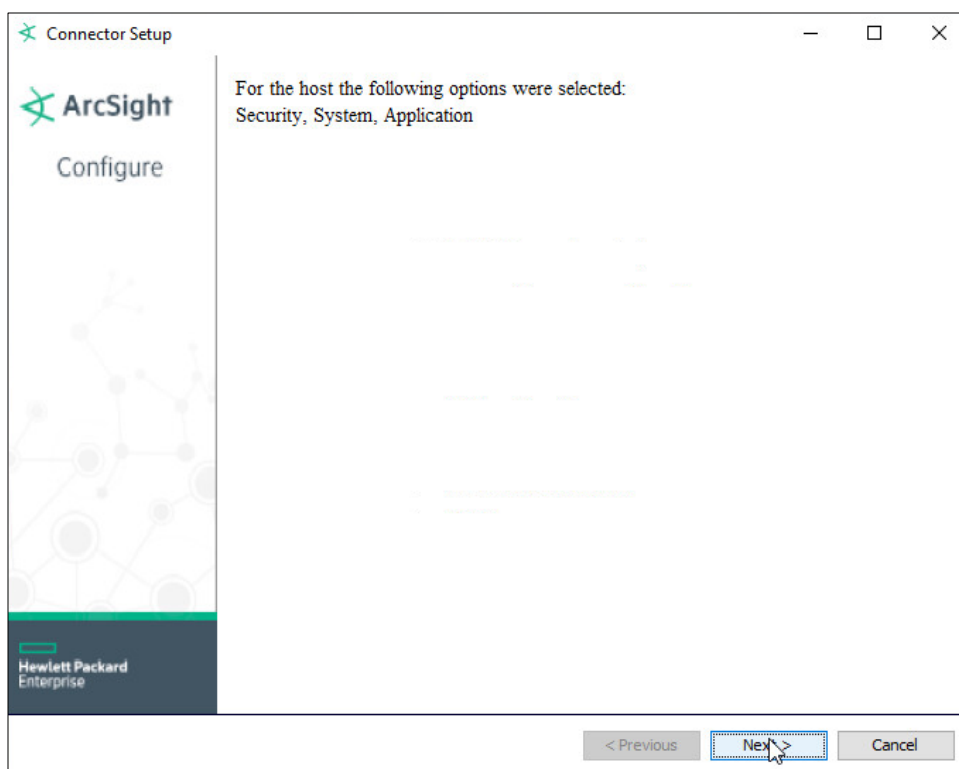 Connector Setup
ArcSight
Configure
For the host the following options were selected:
Security, System, Application
Hewlett Packard
Enterprise
< Previous
Next >
Cancel